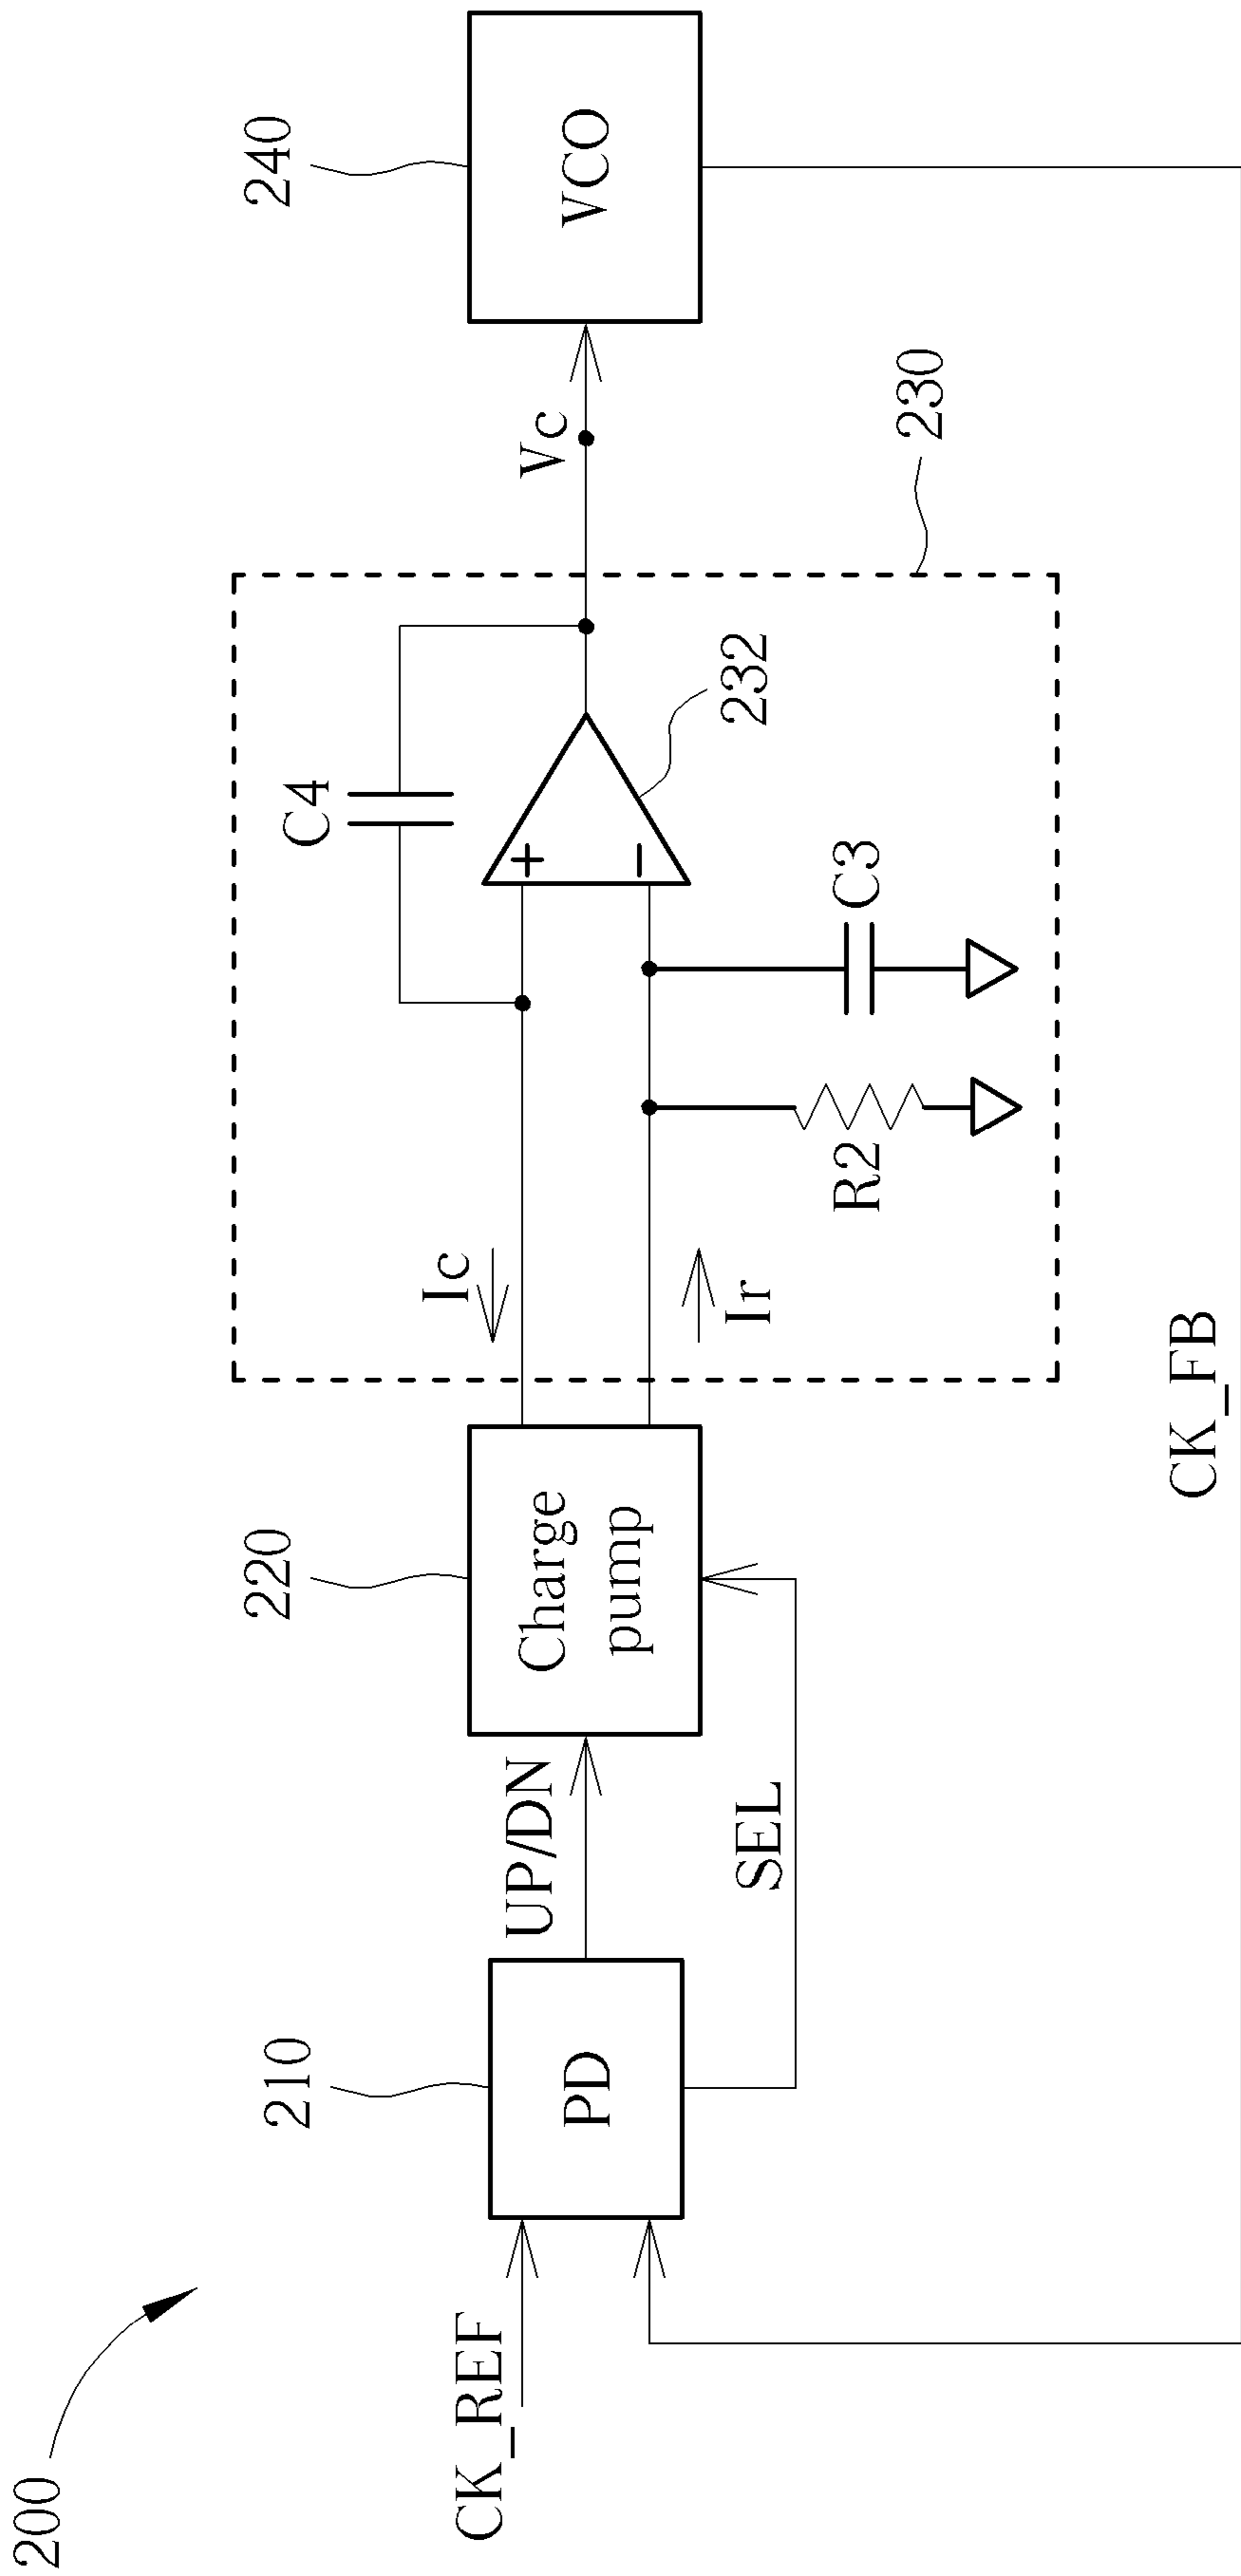 200
CK_REF
210
PD
UP/DN
SEL
220
Charge
pump
Ic
Ir
C4
+
−
232
R2
C3
230
Vc
240
VCO
CK_FB